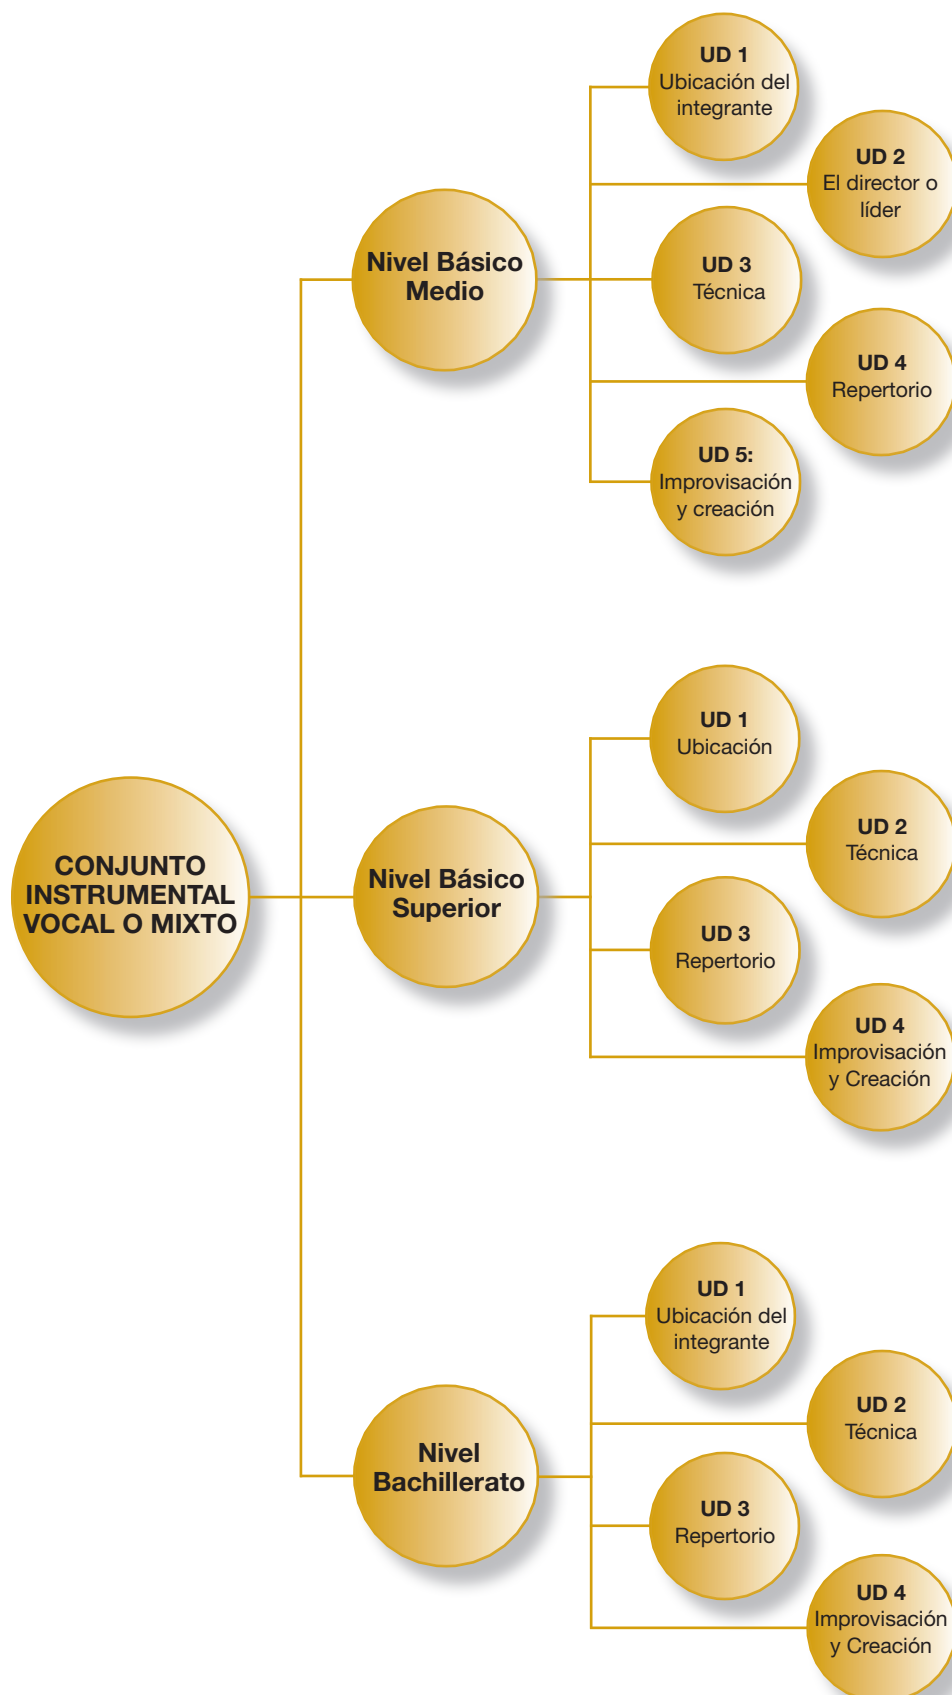 CONJUNTO
INSTRUMENTAL
VOCAL O MIXTO
Nivel Básico
Medio
UD 1
Ubicación del
integrante
UD 2
El director o
líder
UD 3
Técnica
UD 4
Repertorio
UD 5:
Improvisación
y creación
Nivel Básico
Superior
UD 1
Ubicación
UD 2
Técnica
UD 3
Repertorio
UD 4
Improvisación
y Creación
Nivel
Bachillerato
UD 1
Ubicación del
integrante
UD 2
Técnica
UD 3
Repertorio
UD 4
Improvisación
y Creación